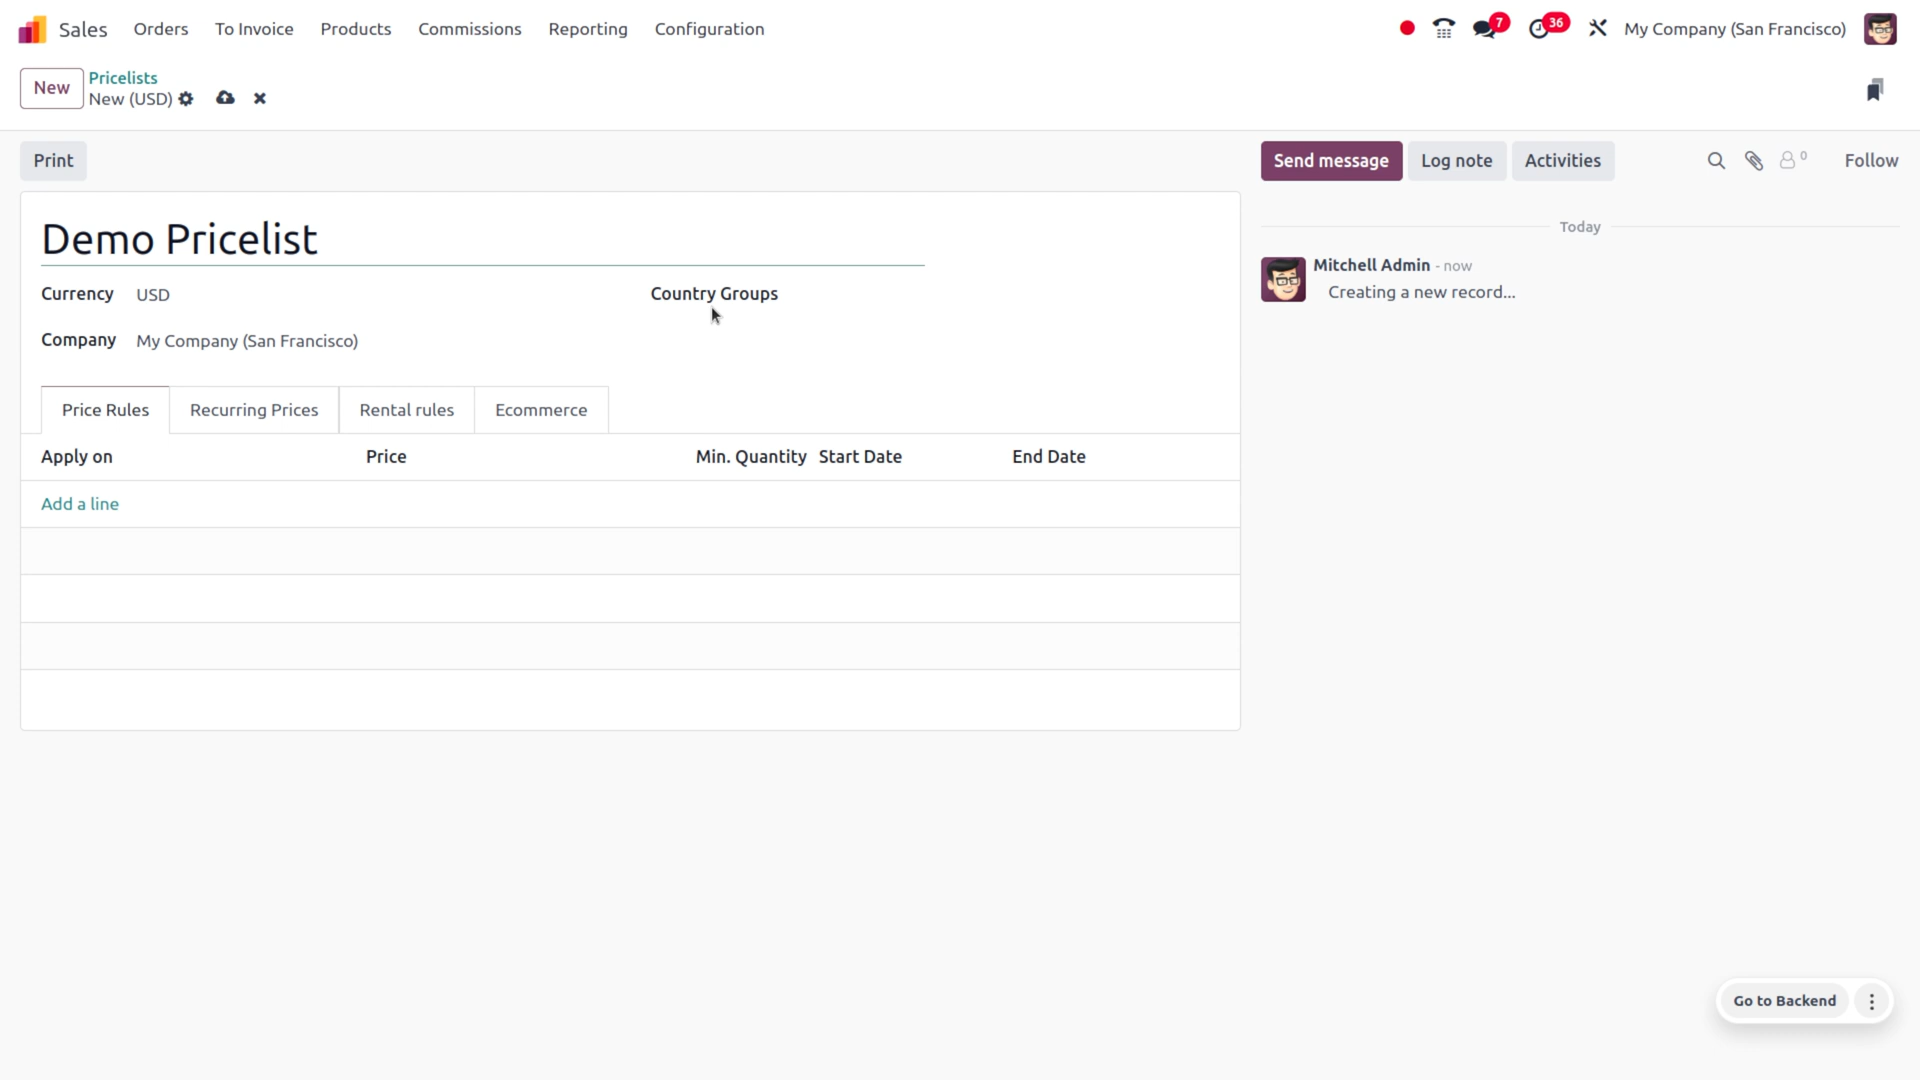 Sales Orders To Invoice Products Commissions Reporting Configuration 7 36 My Company (San Francisco)
New
Pricelists
New (USD)
Print Send message Log note Activities 0 Follow
Demo Pricelist
Currency USD Country Groups
Company My Company (San Francisco)
Today
Mitchell Admin - now
Creating a new record...
Price Rules Recurring Prices Rental rules Ecommerce
Apply on Price Min. Quantity Start Date End Date
Add a line
Go to Backend